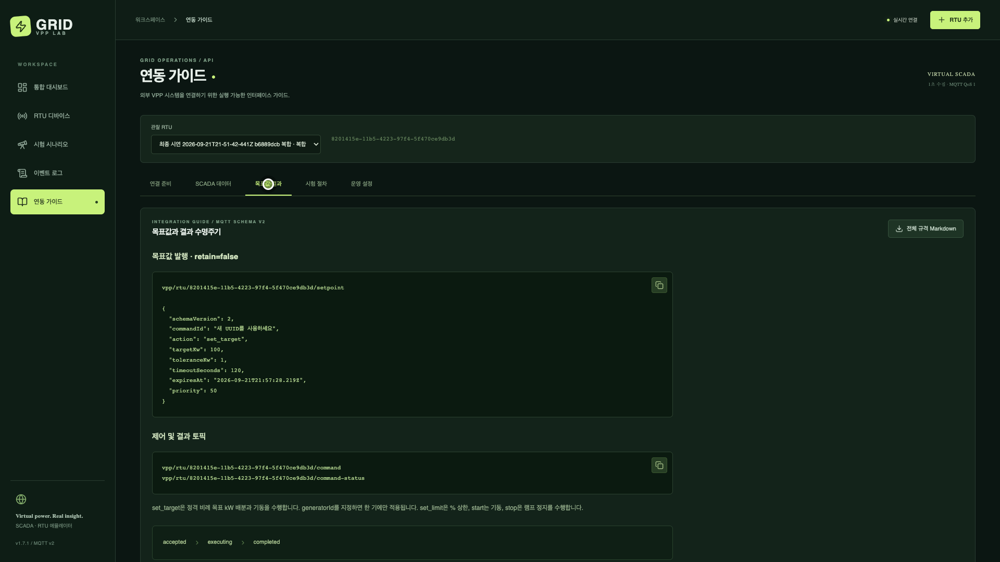 GRID
VPP LAB
WORKSPACE
통합 대시보드
RTU 디바이스
시험 시나리오
이벤트 로그
연동 가이드
Virtual power. Real insight.
SCADA · RTU 에뮬레이터
v1.7.1 / MQTT v2
워크스페이스
연동 가이드
실시간 연결
RTU 추가
GRID OPERATIONS / API
연동 가이드
외부 VPP 시스템을 연결하기 위한 실행 가능한 인터페이스 가이드.
VIRTUAL SCADA
1초 수집 · MQTT QoS 1
관찰 RTU
최종 시연 2026-09-21T21-51-42-441Z b6889dcb 복합 · 복합
8201415e-11b5-4223-97f4-5f470ce9db3d
연결 준비
SCADA 데이터
목표값·결과
시험 절차
운영 설정
INTEGRATION GUIDE / MQTT SCHEMA V2
목표값과 결과 수명주기
전체 규격 Markdown
목표값 발행 · retain=false
vpp/rtu/8201415e-11b5-4223-97f4-5f470ce9db3d/setpoint
{
"schemaVersion": 2,
"commandId": "새 UUID를 사용하세요",
"action": "set_target",
"targetKw": 100,
"toleranceKw": 1,
"timeoutSeconds": 120,
"expiresAt": "2026-09-21T21:57:28.219Z",
"priority": 50
}
제어 및 결과 토픽
vpp/rtu/8201415e-11b5-4223-97f4-5f470ce9db3d/command
vpp/rtu/8201415e-11b5-4223-97f4-5f470ce9db3d/command-status
set_target은 정격 비례 목표 kW 배분과 기동을 수행합니다. generatorId를 지정하면 한 기에만 적용됩니다. set_limit은 % 상한, start는 기동, stop은 램프 정지를 수행합니다.
accepted
executing
completed